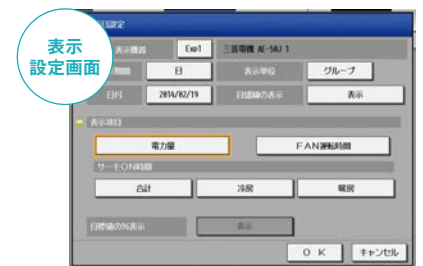 表示
設定画面
表示機器 Exp1 三菱電機 AE-50J 1
期間 日 表示単位 グループ
日付 2014/02/19 目標線の表示 表示
表示項目
電力量 FAN運転時間
サーモON時間
合計 冷房 暖房
目標値の%表示 表示
O K キャンセル